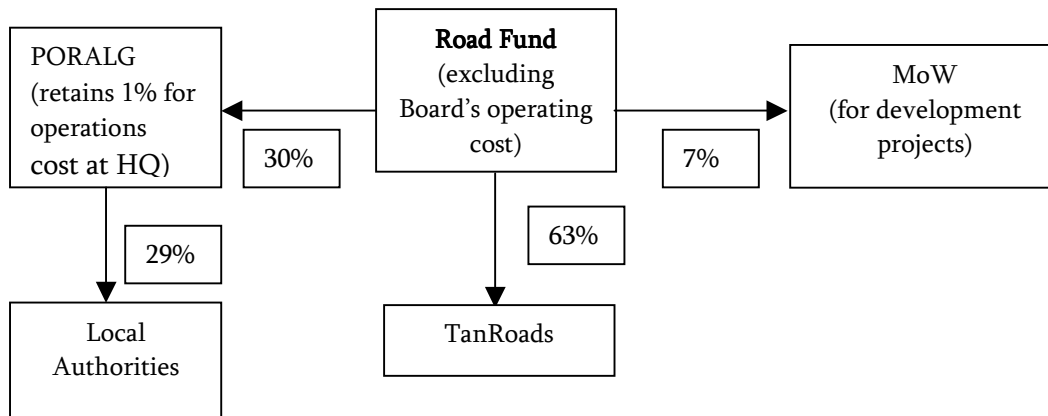 PORALG
(retains 1% for
operations
cost at HQ)
30%
Road Fund
(excluding
Board's operating
cost)
7%
MoW
(for development
projects)
29%
63%
Local
Authorities
TanRoads